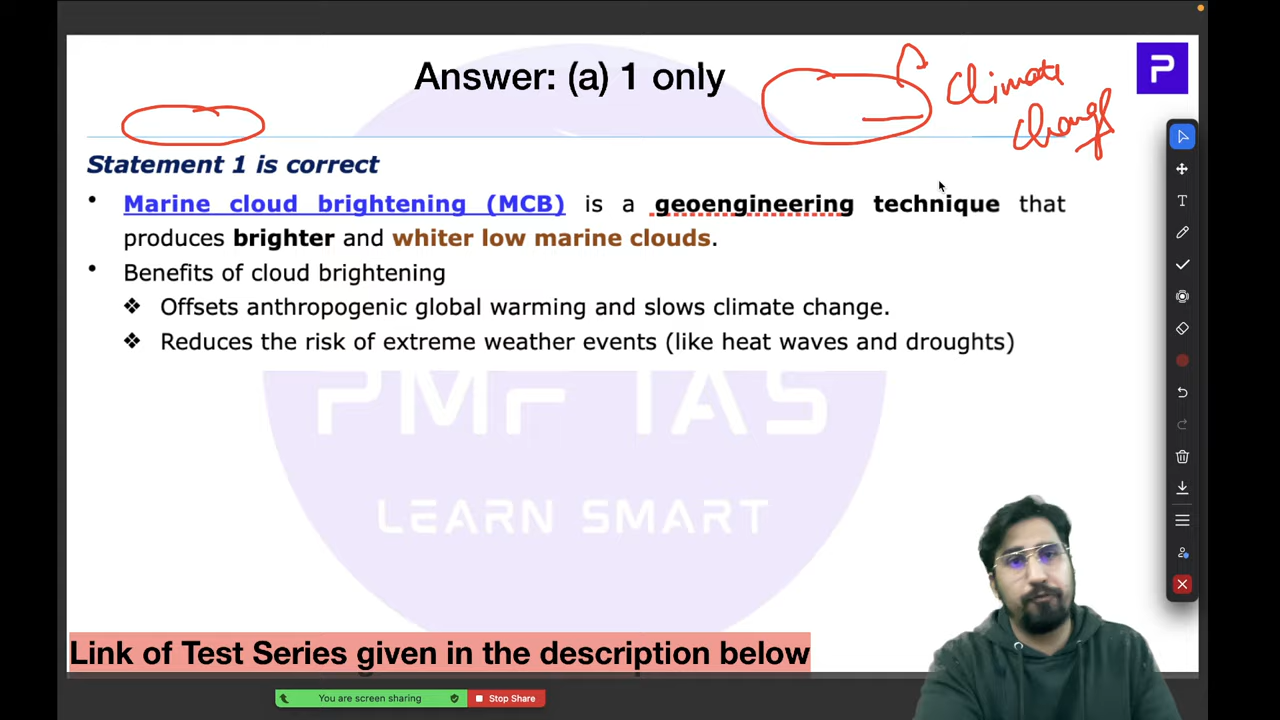 Answer: (a) 1 only
Climate
change
P
Statement 1 is correct
• Marine cloud brightening (MCB) is a geoengineering technique that
produces brighter and whiter low marine clouds.
• Benefits of cloud brightening
❖ Offsets anthropogenic global warming and slows climate change.
❖ Reduces the risk of extreme weather events (like heat waves and droughts)
PMF IAS
LEARN SMART
Link of Test Series given in the description below
You are screen sharing
Stop Share
T